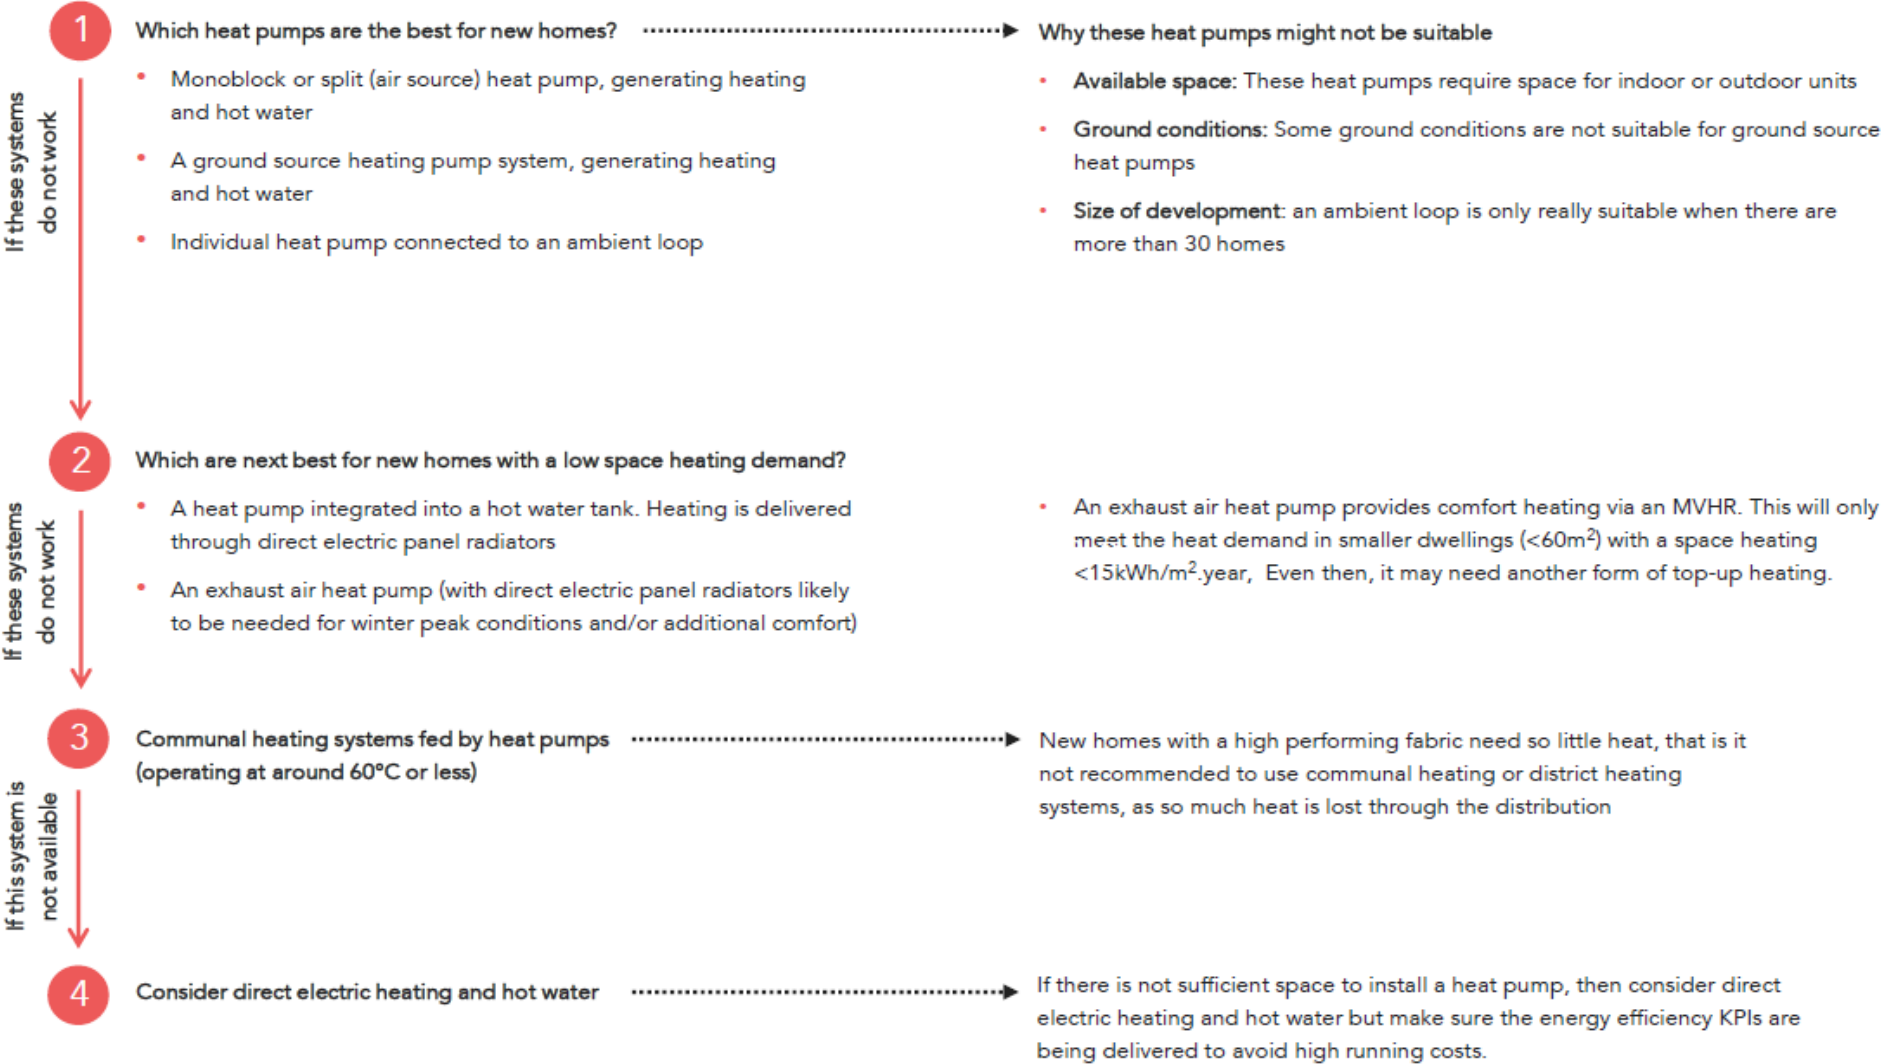 1
Which heat pumps are the best for new homes?
• Monoblock or split (air source) heat pump, generating heating
and hot water
• A ground source heating pump system, generating heating
and hot water
• Individual heat pump connected to an ambient loop
Why these heat pumps might not be suitable
• Available space: These heat pumps require space for indoor or outdoor units
• Ground conditions: Some ground conditions are not suitable for ground source
heat pumps
• Size of development: an ambient loop is only really suitable when there are
more than 30 homes
If these systems
do not work
2
Which are next best for new homes with a low space heating demand?
• A heat pump integrated into a hot water tank. Heating is delivered
through direct electric panel radiators
• An exhaust air heat pump (with direct electric panel radiators likely
to be needed for winter peak conditions and/or additional comfort)
• An exhaust air heat pump provides comfort heating via an MVHR. This will only
meet the heat demand in smaller dwellings (<60m²) with a space heating
<15kWh/m².year, Even then, it may need another form of top-up heating.
If these systems
do not work
3
Communal heating systems fed by heat pumps
(operating at around 60°C or less)
New homes with a high performing fabric need so little heat, that is it
not recommended to use communal heating or district heating
systems, as so much heat is lost through the distribution
If this system is
not available
4
Consider direct electric heating and hot water
If there is not sufficient space to install a heat pump, then consider direct
electric heating and hot water but make sure the energy efficiency KPIs are
being delivered to avoid high running costs.